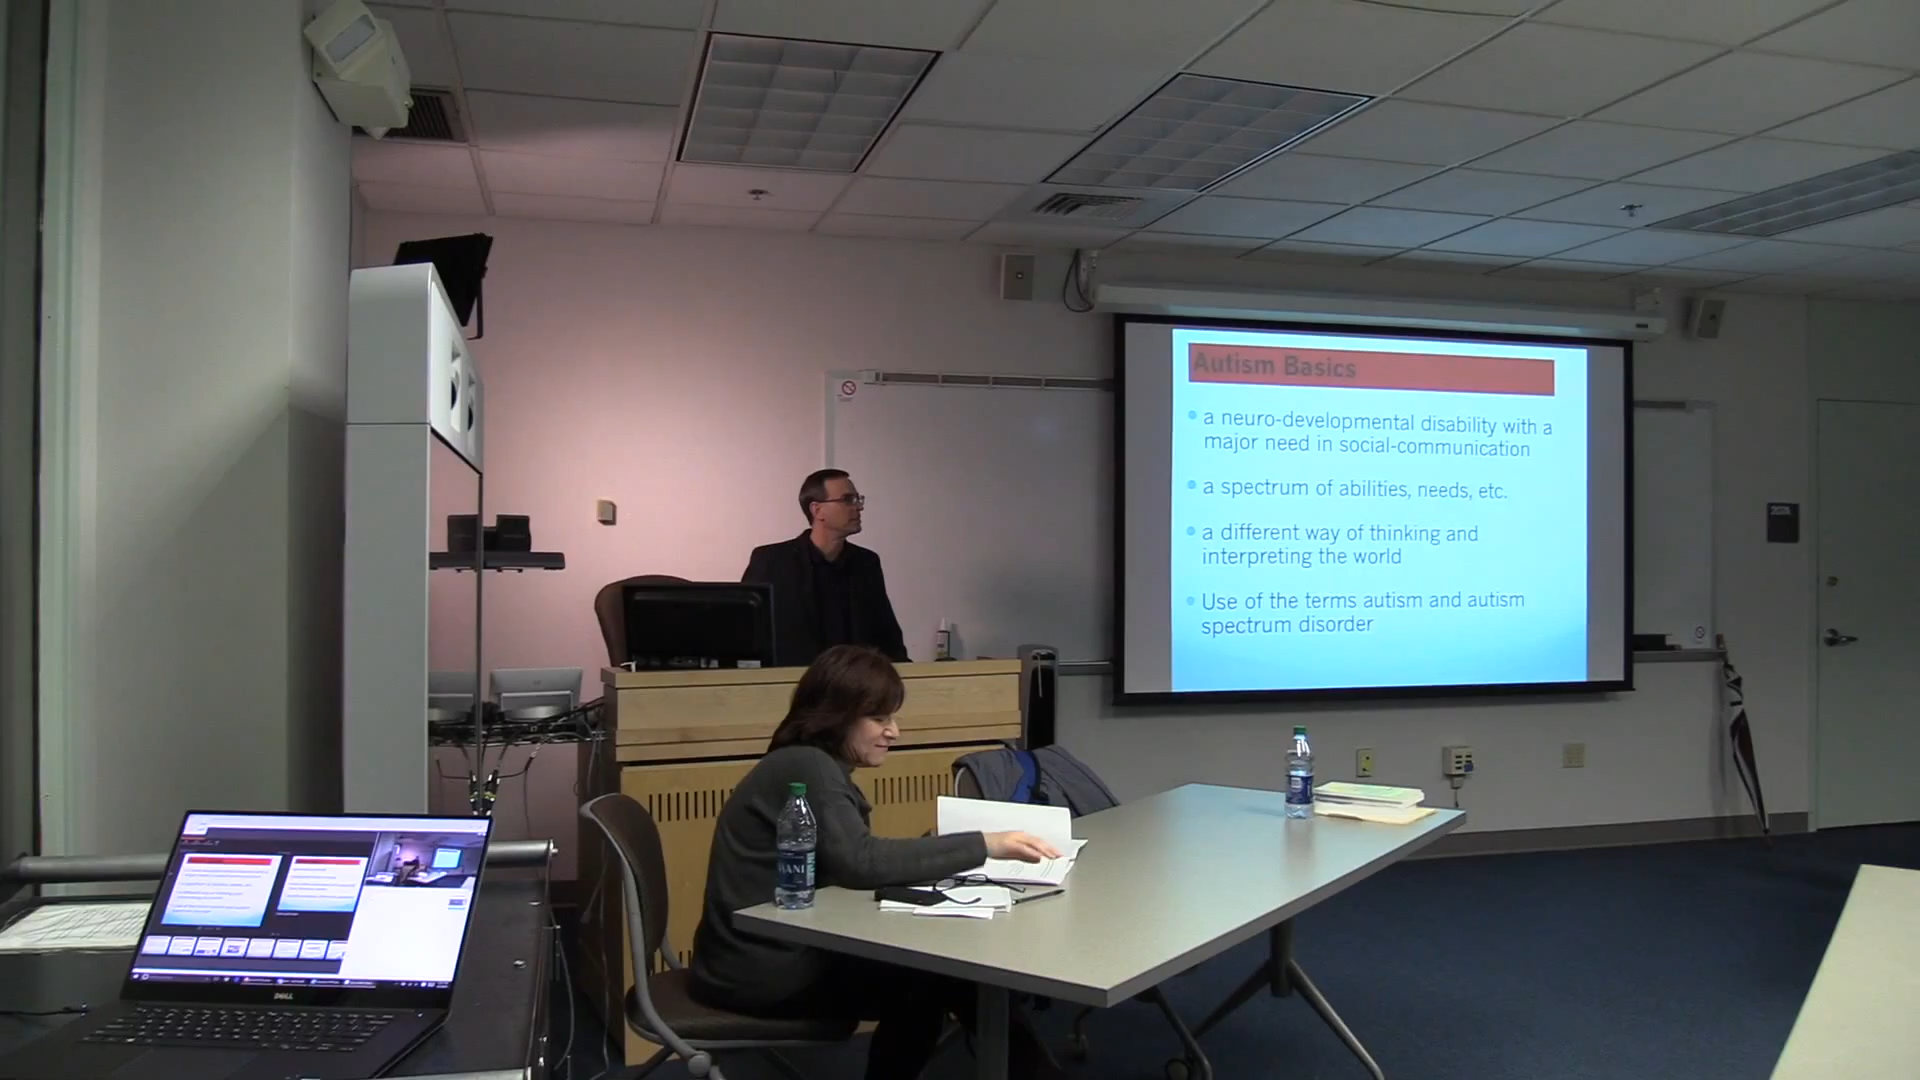 Autism Basics
a neuro-developmental disability with a
major need in social-communication
a spectrum of abilities, needs, etc.
a different way of thinking and
interpreting the world
Use of the terms autism and autism
spectrum disorder
DELL